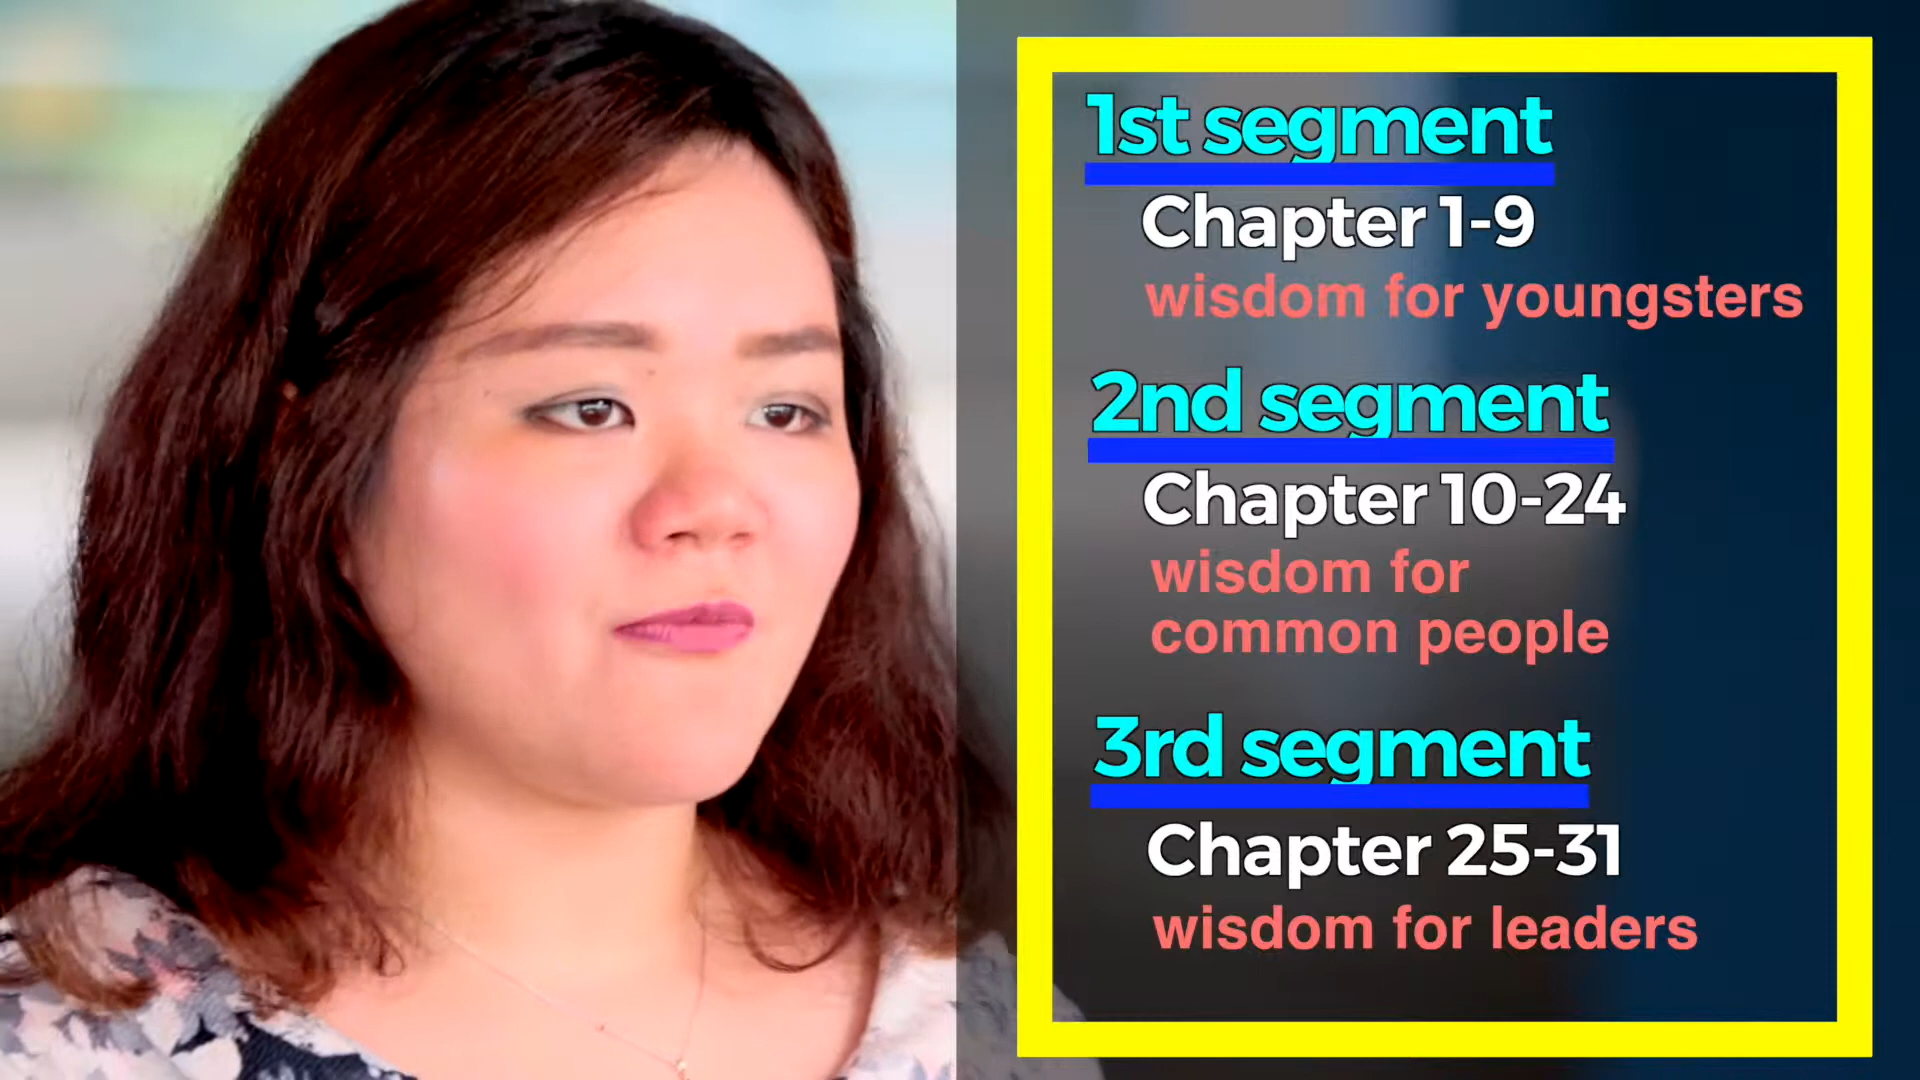 1st segment
Chapter 1-9
wisdom for youngsters
2nd segment
Chapter 10-24
wisdom for
common people
3rd segment
Chapter 25-31
wisdom for leaders